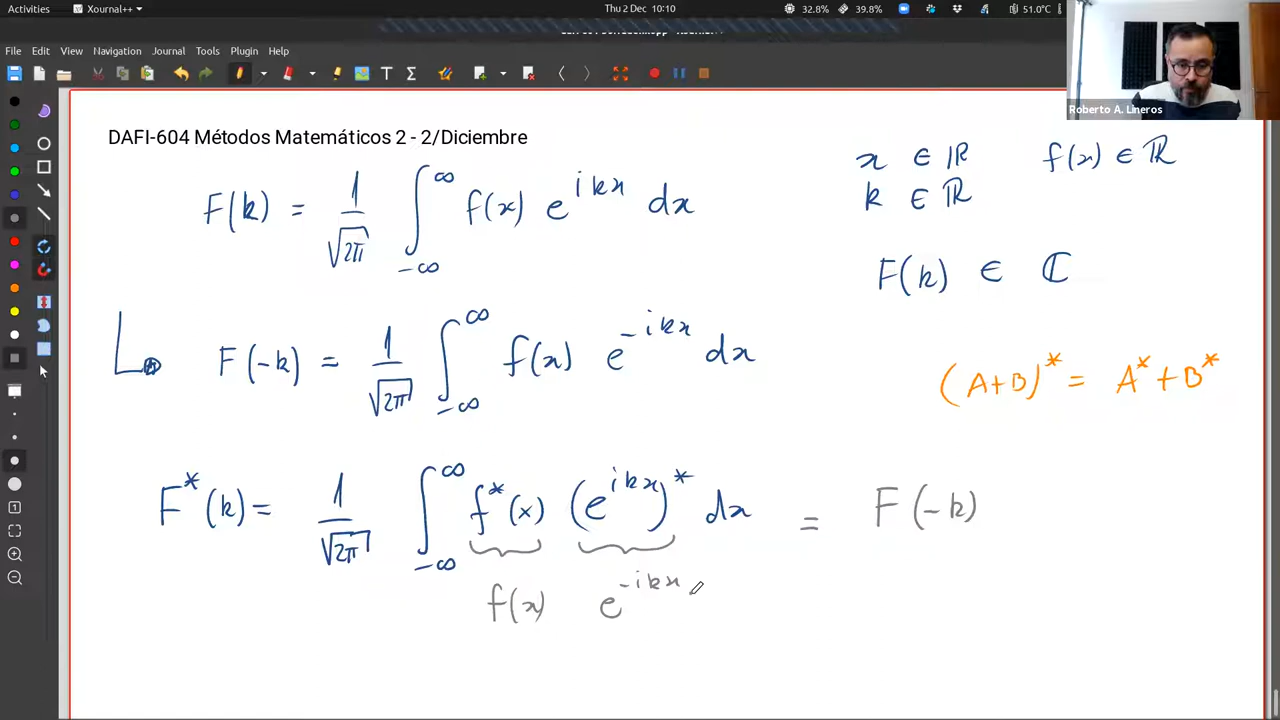 Activities
Xournal++
Thu 2 Dec 10:10
32.8%
39.8%
51.0°C
File Edit View Navigation Journal Tools Plugin Help
Roberto A. Lineros
DAFI-604 Métodos Matemáticos 2 - 2/Diciembre
x ∈ ℝ f(x) ∈ ℝ
k ∈ ℝ
F(k) = 1/√2π ∫_{-∞}^{∞} f(x) e^{ikx} dx
F(k) ∈ ℂ
F(-k) = 1/√2π ∫_{-∞}^{∞} f(x) e^{-ikx} dx
(A+B)* = A* + B*
F*(k) = 1/√2π ∫_{-∞}^{∞} f*(x) (e^{ikx})* dx = F(-k)
f(x) e^{-ikx}